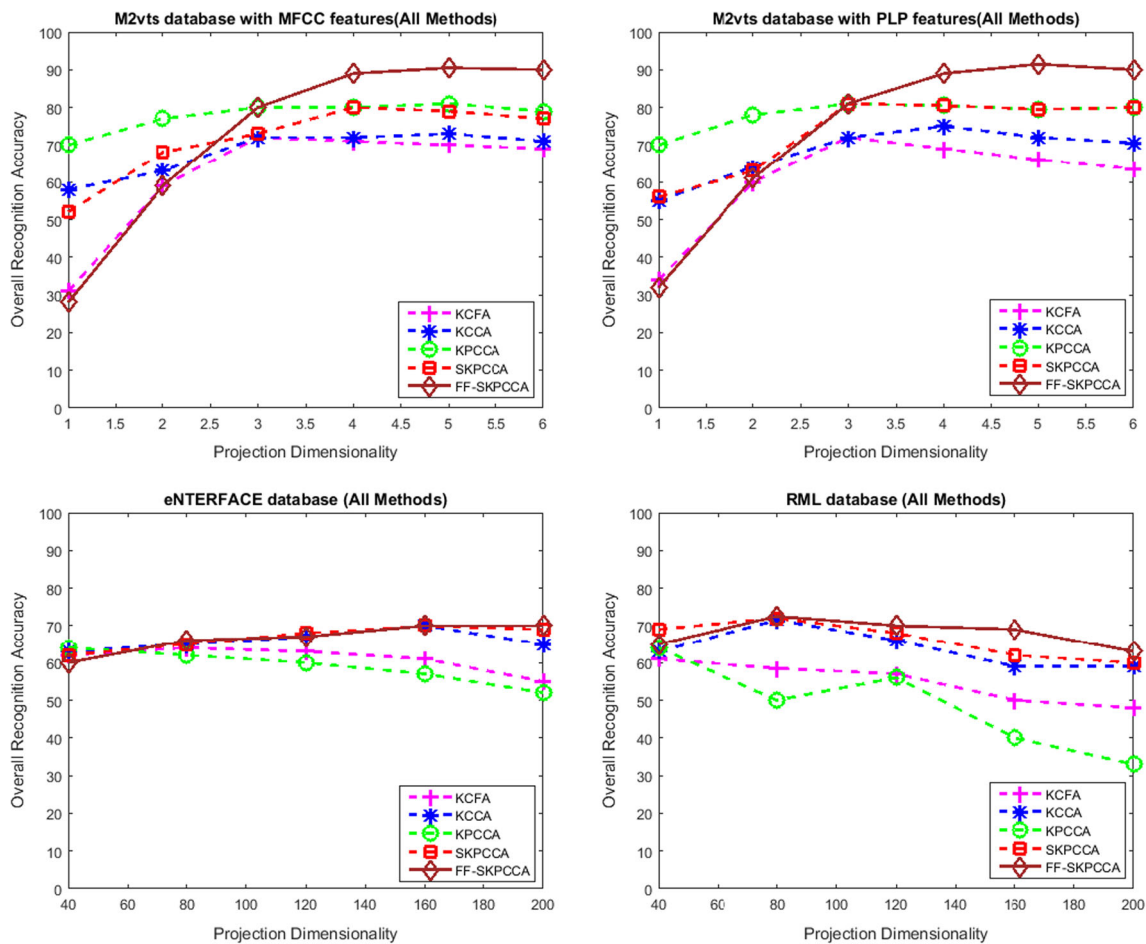 M2vts database with MFCC features(All Methods)
100
90
80
70
60
50
40
30
20
10
0
Overall Recognition Accuracy
1 1.5 2 2.5 3 3.5 4 4.5 5 5.5 6
Projection Dimensionality
KCFA
KCCA
KPCCA
SKPCCA
FF-SKPCCA
M2vts database with PLP features(All Methods)
100
90
80
70
60
50
40
30
20
10
0
Overall Recognition Accuracy
1 1.5 2 2.5 3 3.5 4 4.5 5 5.5 6
Projection Dimensionality
KCFA
KCCA
KPCCA
SKPCCA
FF-SKPCCA
eNTERFACE database (All Methods)
100
90
80
70
60
50
40
30
20
10
0
Overall Recognition Accuracy
40 60 80 100 120 140 160 180 200
Projection Dimensionality
KCFA
KCCA
KPCCA
SKPCCA
FF-SKPCCA
RML database (All Methods)
100
90
80
70
60
50
40
30
20
10
0
Overall Recognition Accuracy
40 60 80 100 120 140 160 180 200
Projection Dimensionality
KCFA
KCCA
KPCCA
SKPCCA
FF-SKPCCA